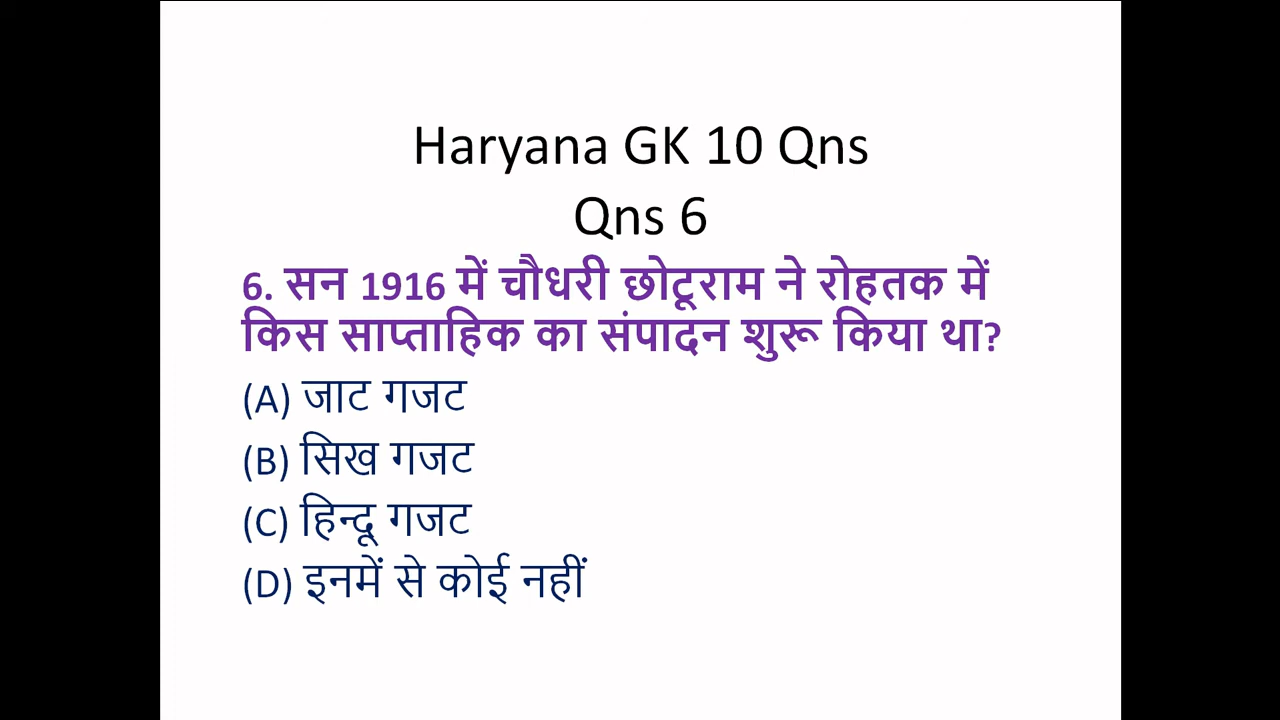 Haryana GK 10 Qns
Qns 6
6. सन 1916 में चौधरी छोटूराम ने रोहतक में
किस साप्ताहिक का संपादन शुरू किया था?
(A) जाट गजट
(B) सिख गजट
(C) हिन्दू गजट
(D) इनमें से कोई नहीं